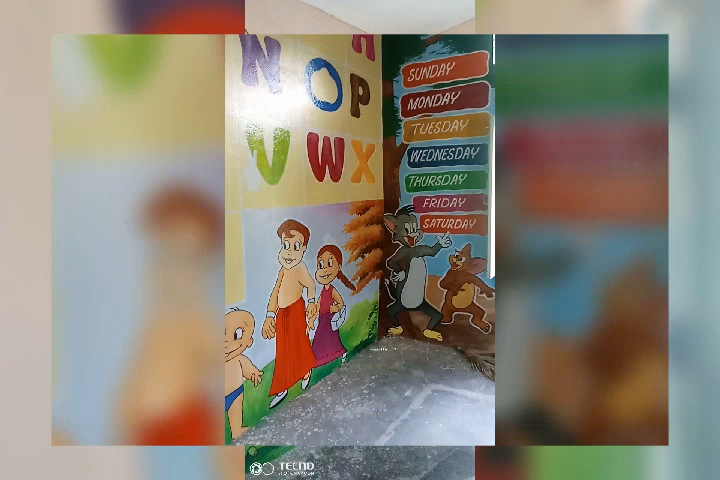 N
O P
V W X
SUNDAY
MONDAY
TUESDAY
WEDNESDAY
THURSDAY
FRIDAY
SATURDAY
TECNO